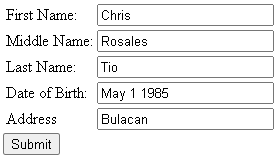 First Name: Chris
Middle Name: Rosales
Last Name: Tio
Date of Birth: May 1 1985
Address Bulacan
Submit